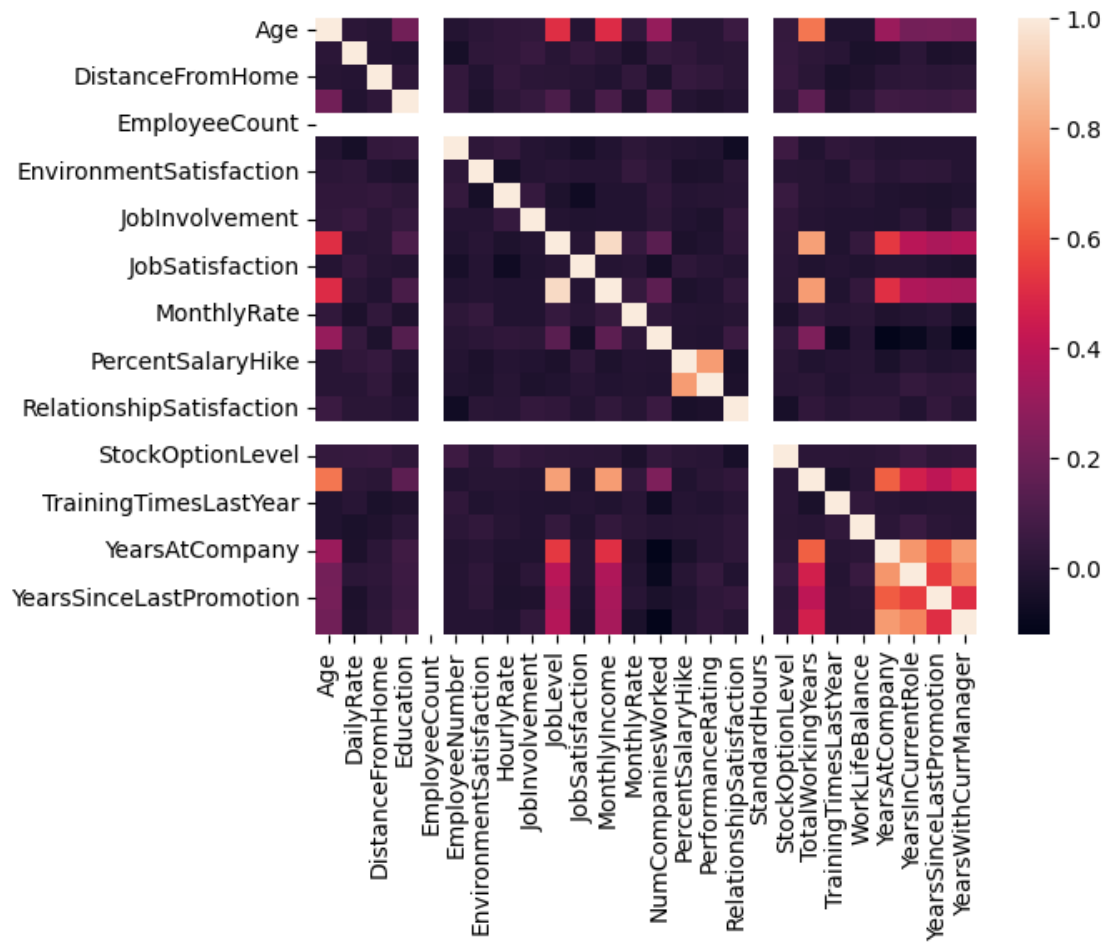 Age
DistanceFromHome
EmployeeCount
EnvironmentSatisfaction
JobInvolvement
JobSatisfaction
MonthlyRate
PercentSalaryHike
RelationshipSatisfaction
StockOptionLevel
TrainingTimesLastYear
YearsAtCompany
YearsSinceLastPromotion
Age
DailyRate
DistanceFromHome
Education
EmployeeCount
EmployeeNumber
EnvironmentSatisfaction
HourlyRate
JobInvolvement
JobLevel
JobSatisfaction
MonthlyIncome
MonthlyRate
NumCompaniesWorked
PercentSalaryHike
PerformanceRating
RelationshipSatisfaction
StandardHours
StockOptionLevel
TotalWorkingYears
TrainingTimesLastYear
WorkLifeBalance
YearsAtCompany
YearsInCurrentRole
YearsSinceLastPromotion
YearsWithCurrManager
1.0
0.8
0.6
0.4
0.2
0.0